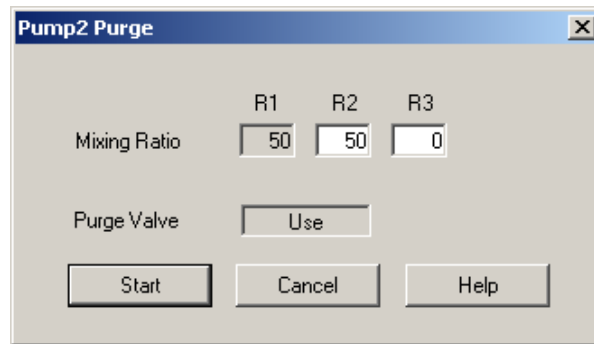 Pump2 Purge
R1 R2 R3
Mixing Ratio 50 50 0
Purge Valve Use
Start Cancel Help